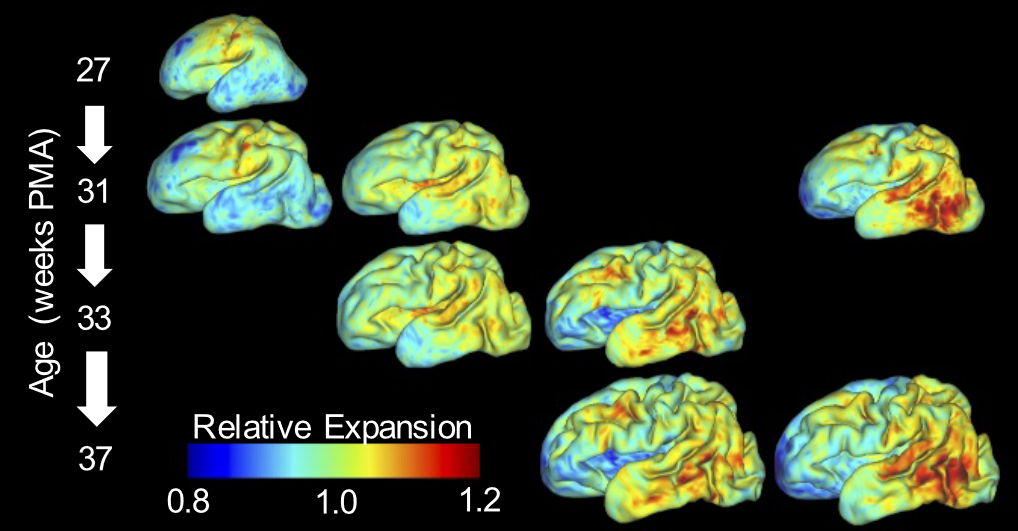 Age (weeks PMA)
27
31
33
37
Relative Expansion
0.8 1.0 1.2